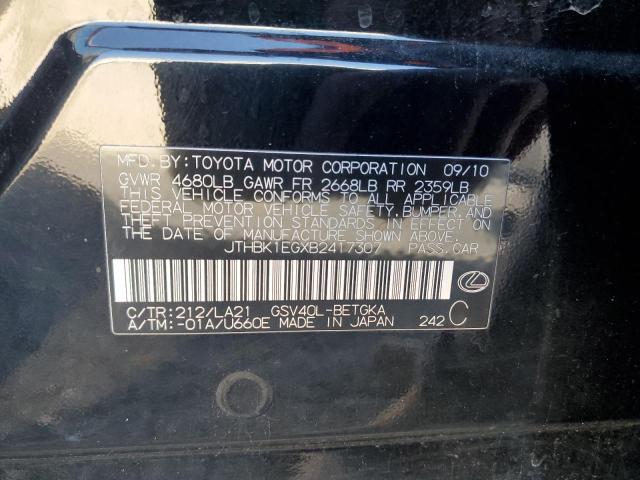 MFD. BY: TOYOTA MOTOR CORPORATION 09/10
GVWR 4680LB GAWR FR 2668LB RR 2359LB
THIS VEHICLE CONFORMS TO ALL APPLICABLE
FEDERAL MOTOR VEHICLE SAFETY, BUMPER, AND
THEFT PREVENTION STANDARDS IN EFFECT ON
THE DATE OF MANUFACTURE SHOWN ABOVE.
JTHBK1EGXB2417307 PASS. CAR
C/TR: 212/LA21 GSV40L-BETGKA
A/TM: -01A/U660E MADE IN JAPAN 242 C